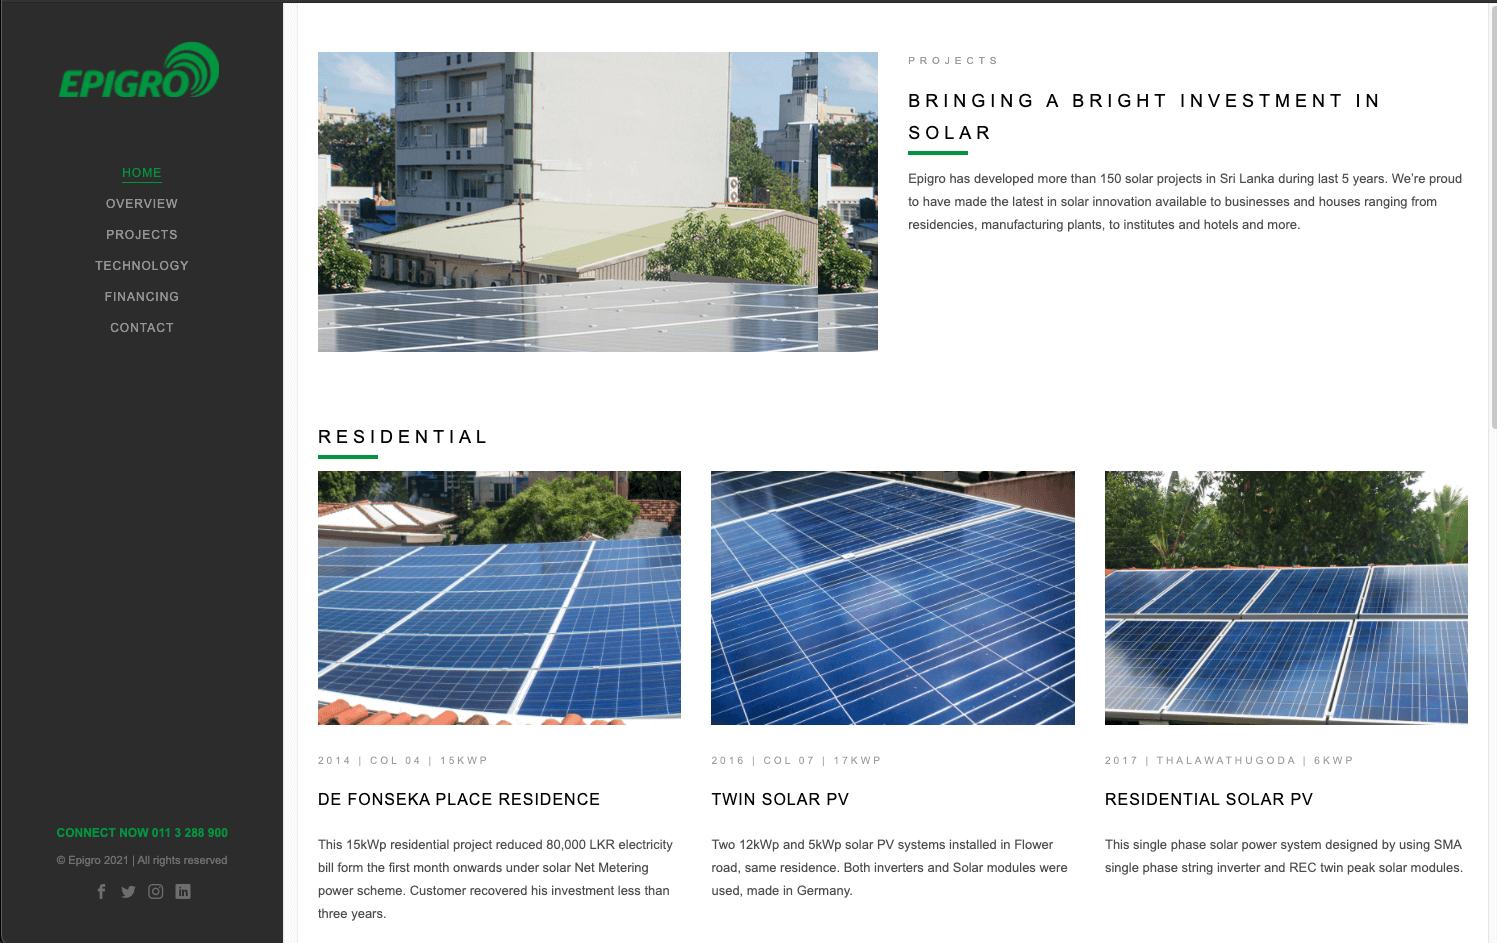 EPIGRO
HOME
OVERVIEW
PROJECTS
TECHNOLOGY
FINANCING
CONTACT
CONNECT NOW 011 3 288 900
© Epigro 2021 | All rights reserved
PROJECTS
BRINGING A BRIGHT INVESTMENT IN
SOLAR
Epigro has developed more than 150 solar projects in Sri Lanka during last 5 years. We're proud
to have made the latest in solar innovation available to businesses and houses ranging from
residencies, manufacturing plants, to institutes and hotels and more.
RESIDENTIAL
2014 | COL 04 | 15KWP
DE FONSEKA PLACE RESIDENCE
This 15kWp residential project reduced 80,000 LKR electricity
bill form the first month onwards under solar Net Metering
power scheme. Customer recovered his investment less than
three years.
2016 | COL 07 | 17KWP
TWIN SOLAR PV
Two 12kWp and 5kWp solar PV systems installed in Flower
road, same residence. Both inverters and Solar modules were
used, made in Germany.
2017 | THALAWATHUGODA | 6KWP
RESIDENTIAL SOLAR PV
This single phase solar power system designed by using SMA
single phase string inverter and REC twin peak solar modules.